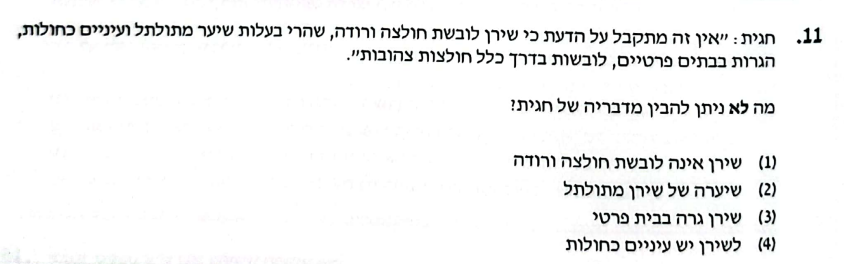 11. חגית: "אין זה מתקבל על הדעת כי שירן לובשת חולצה ורודה, שהרי בעלות שיער מתולתל ועיניים כחולות,
הגרות בבתים פרטיים, לובשות בדרך כלל חולצות צהובות".
מה לא ניתן להבין מדבריה של חגית?
(1) שירן אינה לובשת חולצה ורודה
(2) שיערה של שירן מתולתל
(3) שירן גרה בבית פרטי
(4) לשירן יש עיניים כחולות